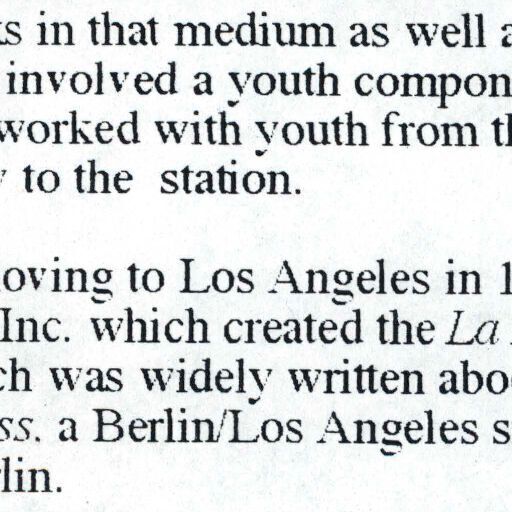 s in that medium as well a
involved a youth compon
worked with youth from th
y to the station.
oving to Los Angeles in 1
Inc. which created the La
ch was widely written abo
ss. a Berlin/Los Angeles s
lin.